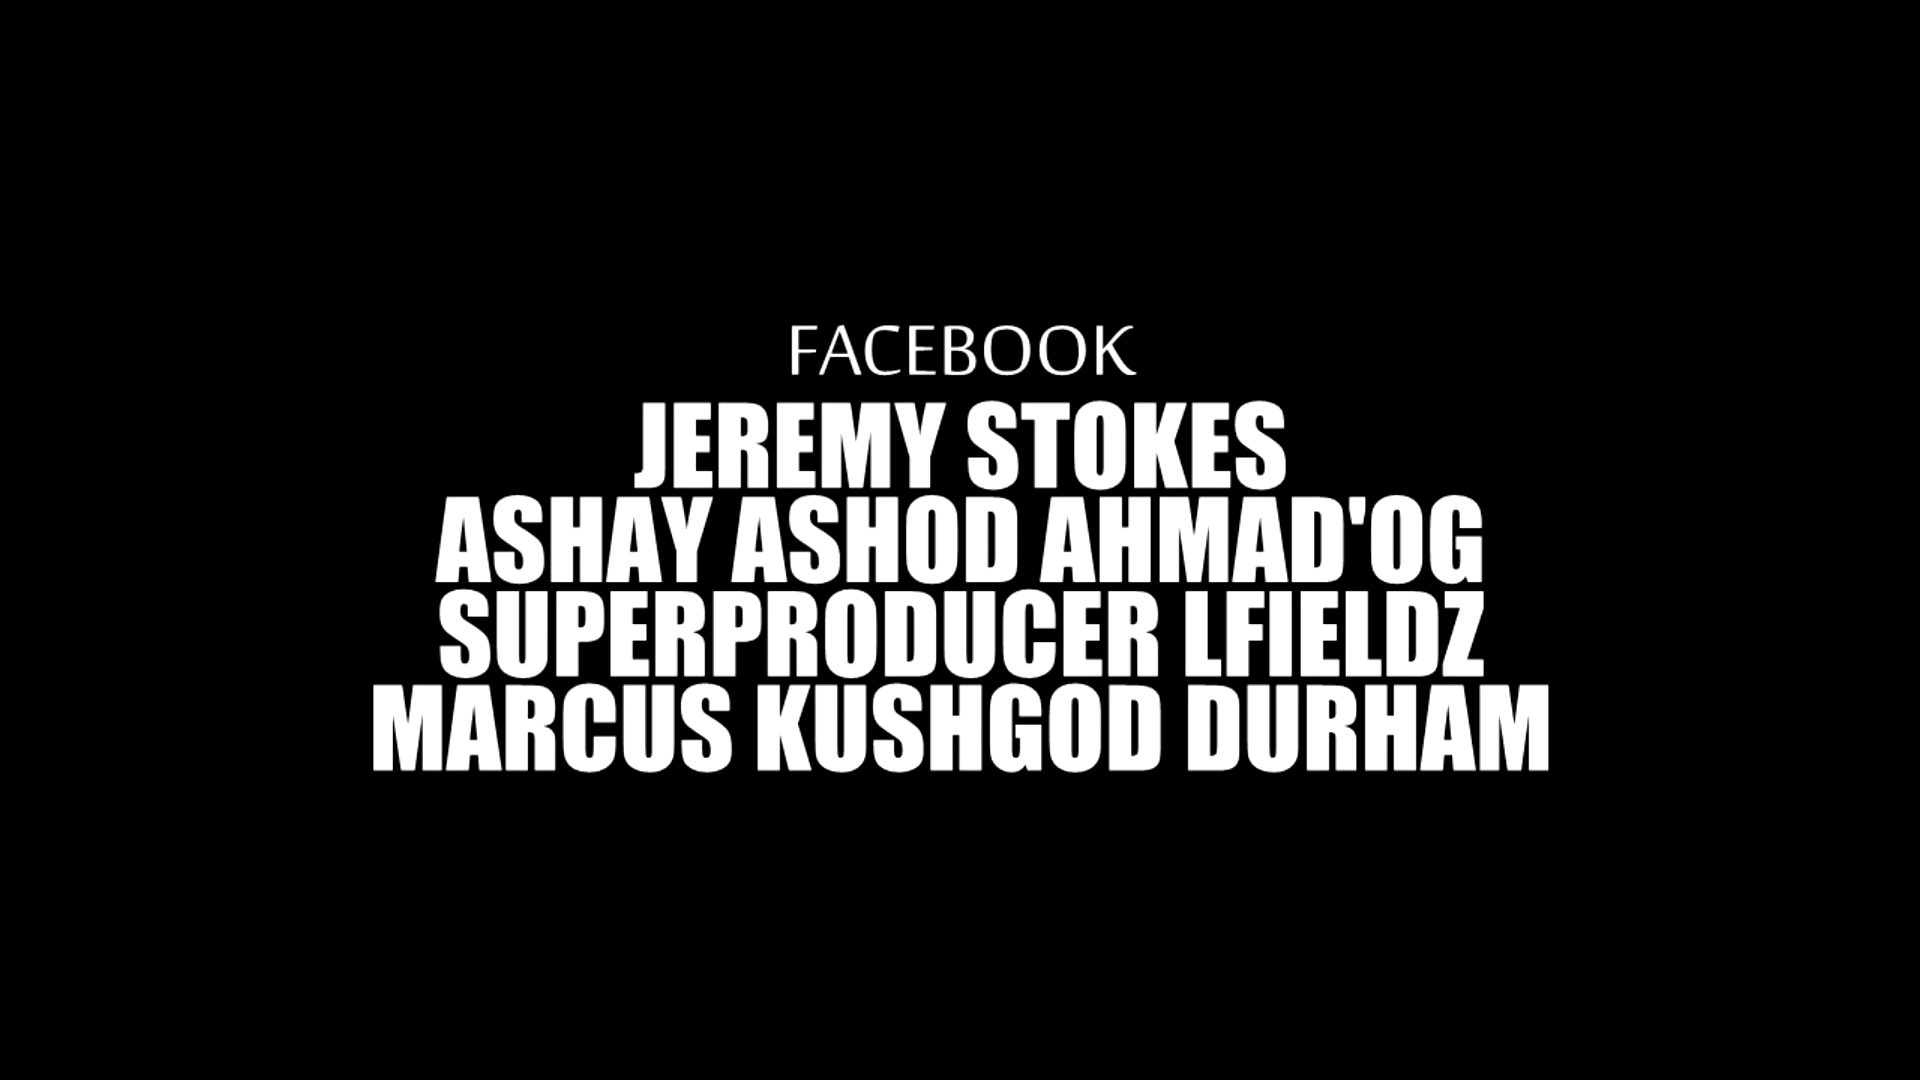 FACEBOOK
JEREMY STOKES
ASHAY ASHOD AHMAD'OG
SUPERPRODUCER LFIELDZ
MARCUS KUSHGOD DURHAM